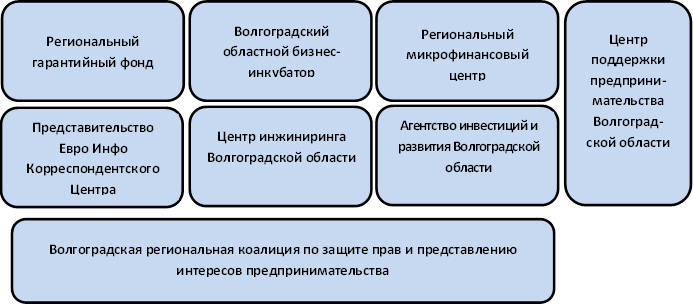 Региональный
гарантийный фонд
Волгоградский
областной бизнес-
инкубатор
Региональный
микрофинансовый
центр
Центр
поддержки
предприни-
мательства
Волгоград-
ской области
Представительство
Евро Инфо
Корреспондентского
Центра
Центр инжиниринга
Волгоградской области
Агентство инвестиций и
развития Волгоградской
области
Волгоградская региональная коалиция по защите прав и представлению
интересов предпринимательства